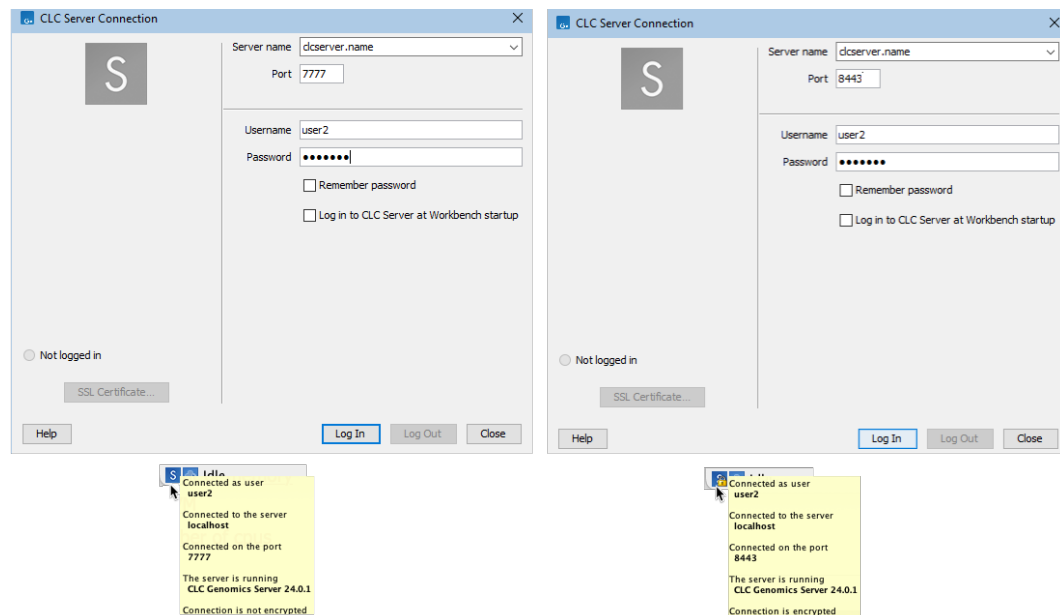 CLC Server Connection
S
Server name clcserver.name
Port 7777
Username user2
Password •••••••
Remember password
Log in to CLC Server at Workbench startup
Not logged in
SSL Certificate...
Help
Log In
Log Out
Close
S Idle
Connected as user
user2
Connected to the server
localhost
Connected on the port
7777
The server is running
CLC Genomics Server 24.0.1
Connection is not encrypted
CLC Server Connection
S
Server name clcserver.name
Port 8443
Username user2
Password •••••••
Remember password
Log in to CLC Server at Workbench startup
Not logged in
SSL Certificate...
Help
Log In
Log Out
Close
S
Connected as user
user2
Connected to the server
localhost
Connected on the port
8443
The server is running
CLC Genomics Server 24.0.1
Connection is encrypted